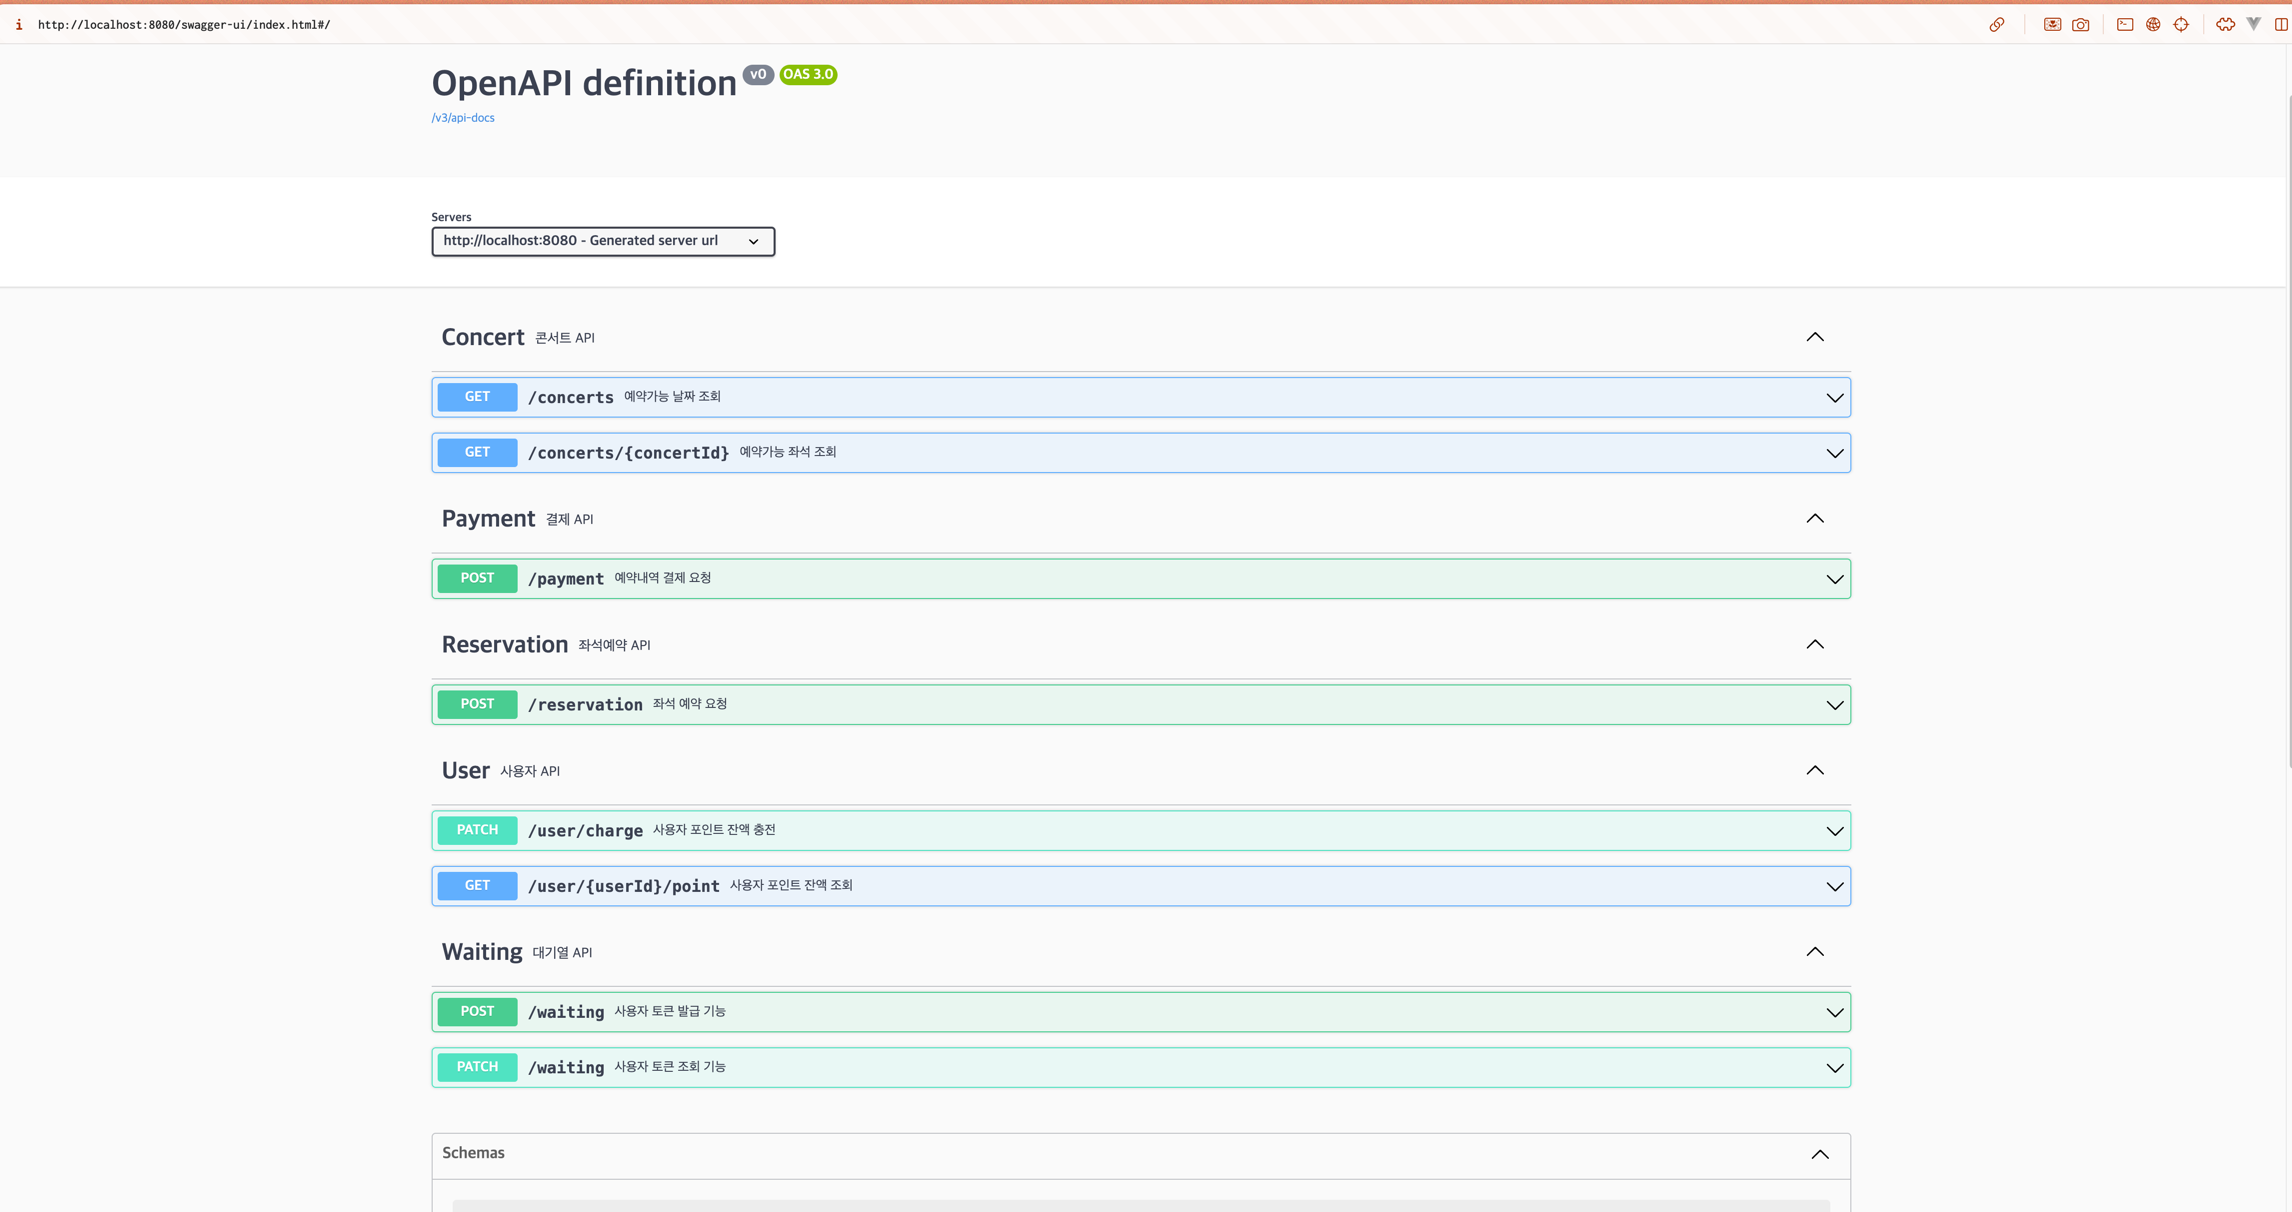 i http://localhost:8080/swagger-ui/index.html#/
OpenAPI definition v0 OAS 3.0
/v3/api-docs
Servers
http://localhost:8080 - Generated server url
Concert 콘서트 API
GET /concerts 예약가능 날짜 조회
GET /concerts/{concertId} 예약가능 좌석 조회
Payment 결제 API
POST /payment 예약내역 결제 요청
Reservation 좌석예약 API
POST /reservation 좌석 예약 요청
User 사용자 API
PATCH /user/charge 사용자 포인트 잔액 충전
GET /user/{userId}/point 사용자 포인트 잔액 조회
Waiting 대기열 API
POST /waiting 사용자 토큰 발급 기능
PATCH /waiting 사용자 토큰 조회 기능
Schemas